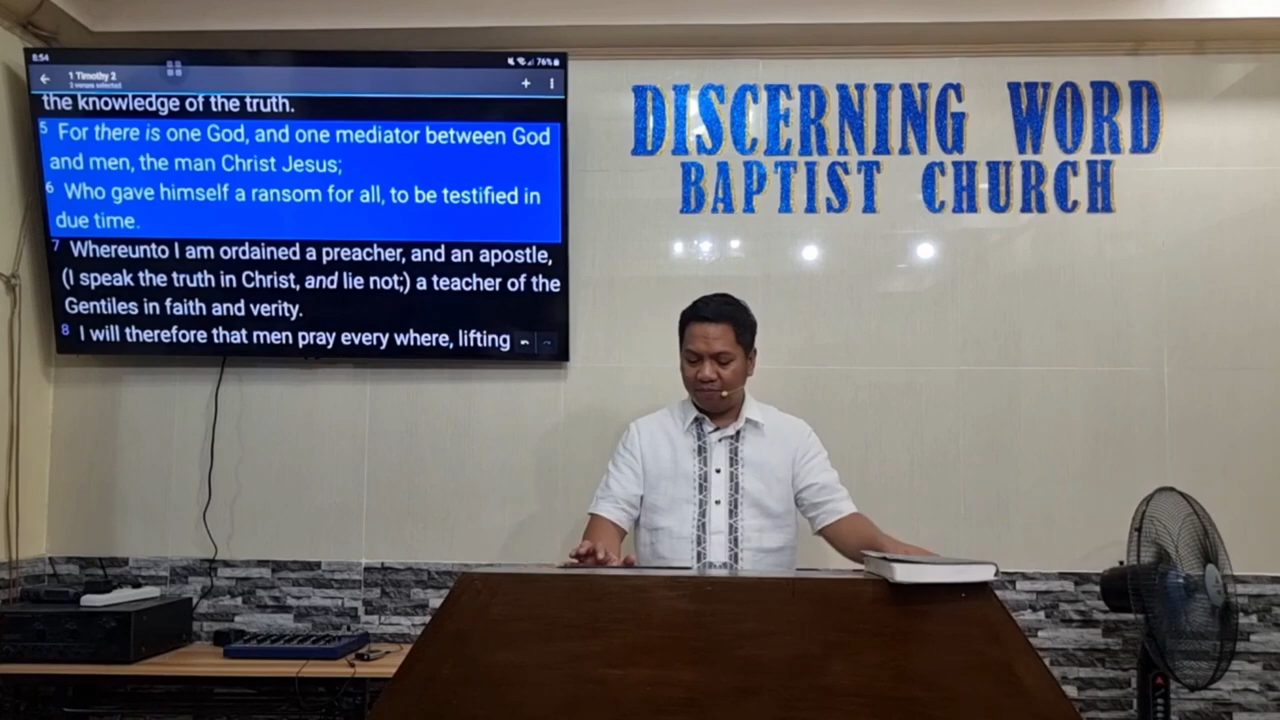 8:54
76%
1 Timothy 2
2 verses selected
the knowledge of the truth.
5 For there is one God, and one mediator between God
and men, the man Christ Jesus;
6 Who gave himself a ransom for all, to be testified in
due time.
7 Whereunto I am ordained a preacher, and an apostle,
(I speak the truth in Christ, and lie not;) a teacher of the
Gentiles in faith and verity.
8 I will therefore that men pray every where, lifting
DISCERNING WORD
BAPTIST CHURCH